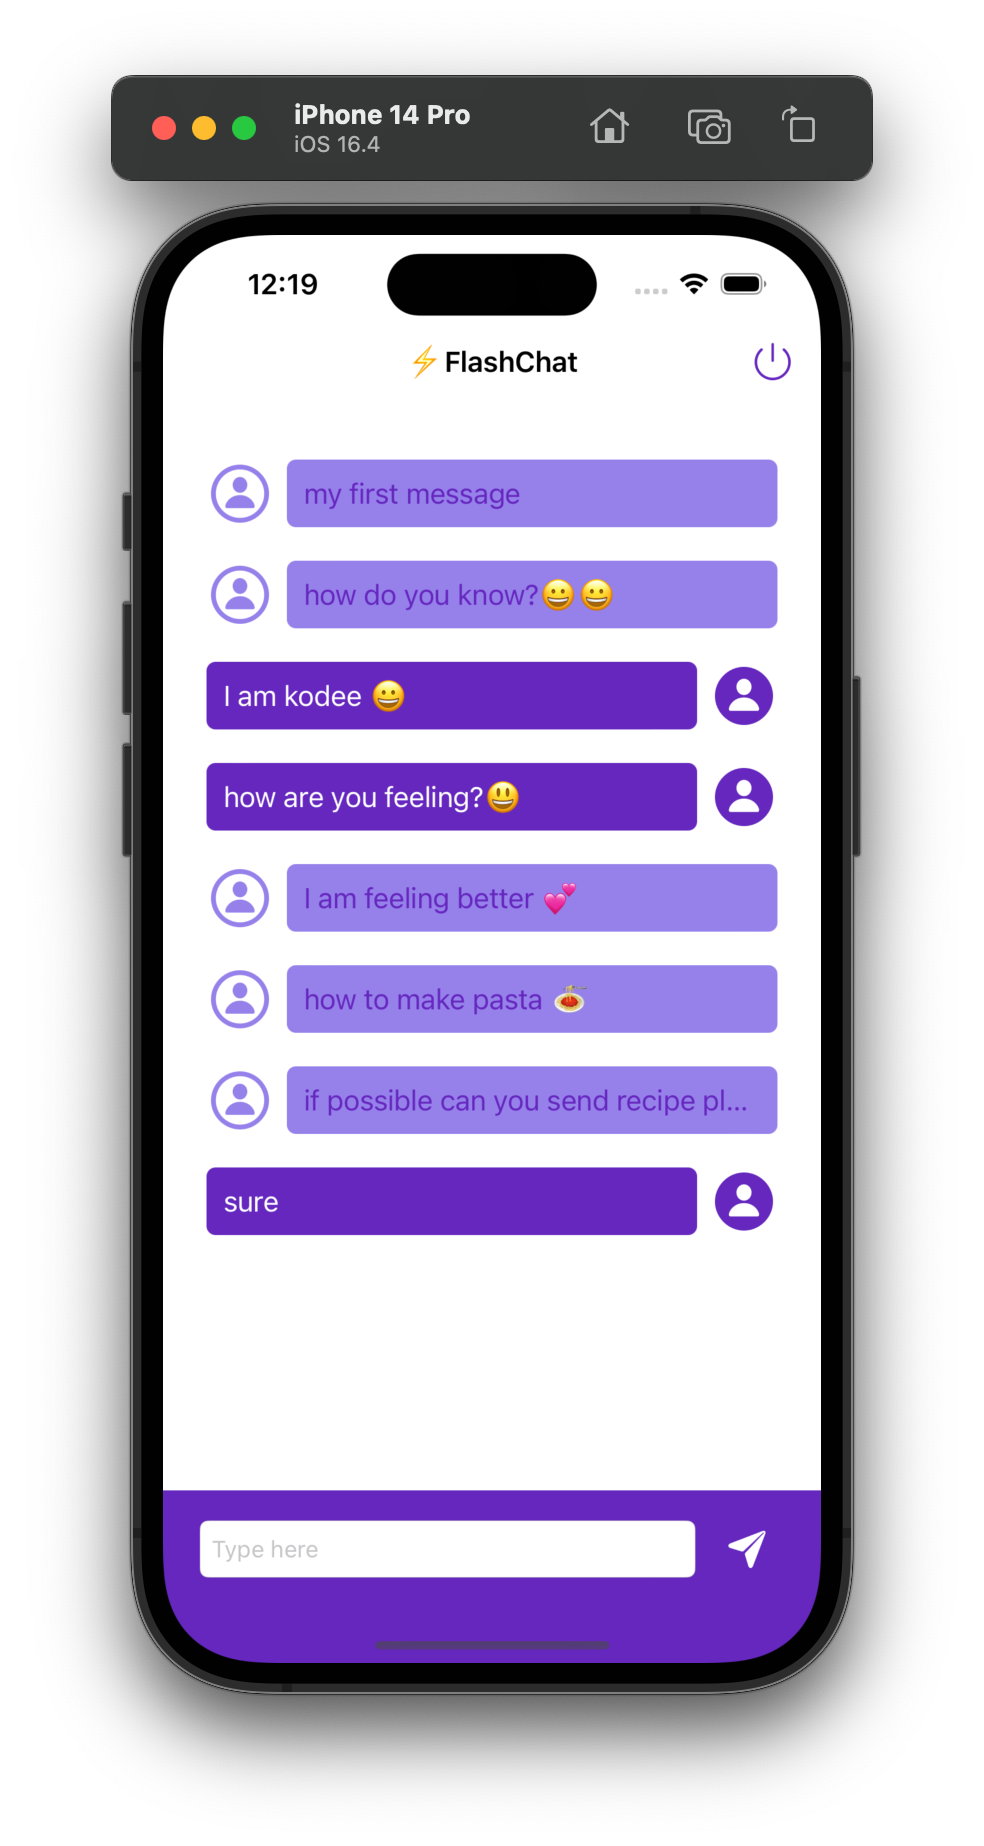 iPhone 14 Pro
iOS 16.4
12:19
⚡️FlashChat
my first message
how do you know?😀😀
I am kodee 😀
how are you feeling?😃
I am feeling better 💕
how to make pasta 🍝
if possible can you send recipe pl...
sure
Type here